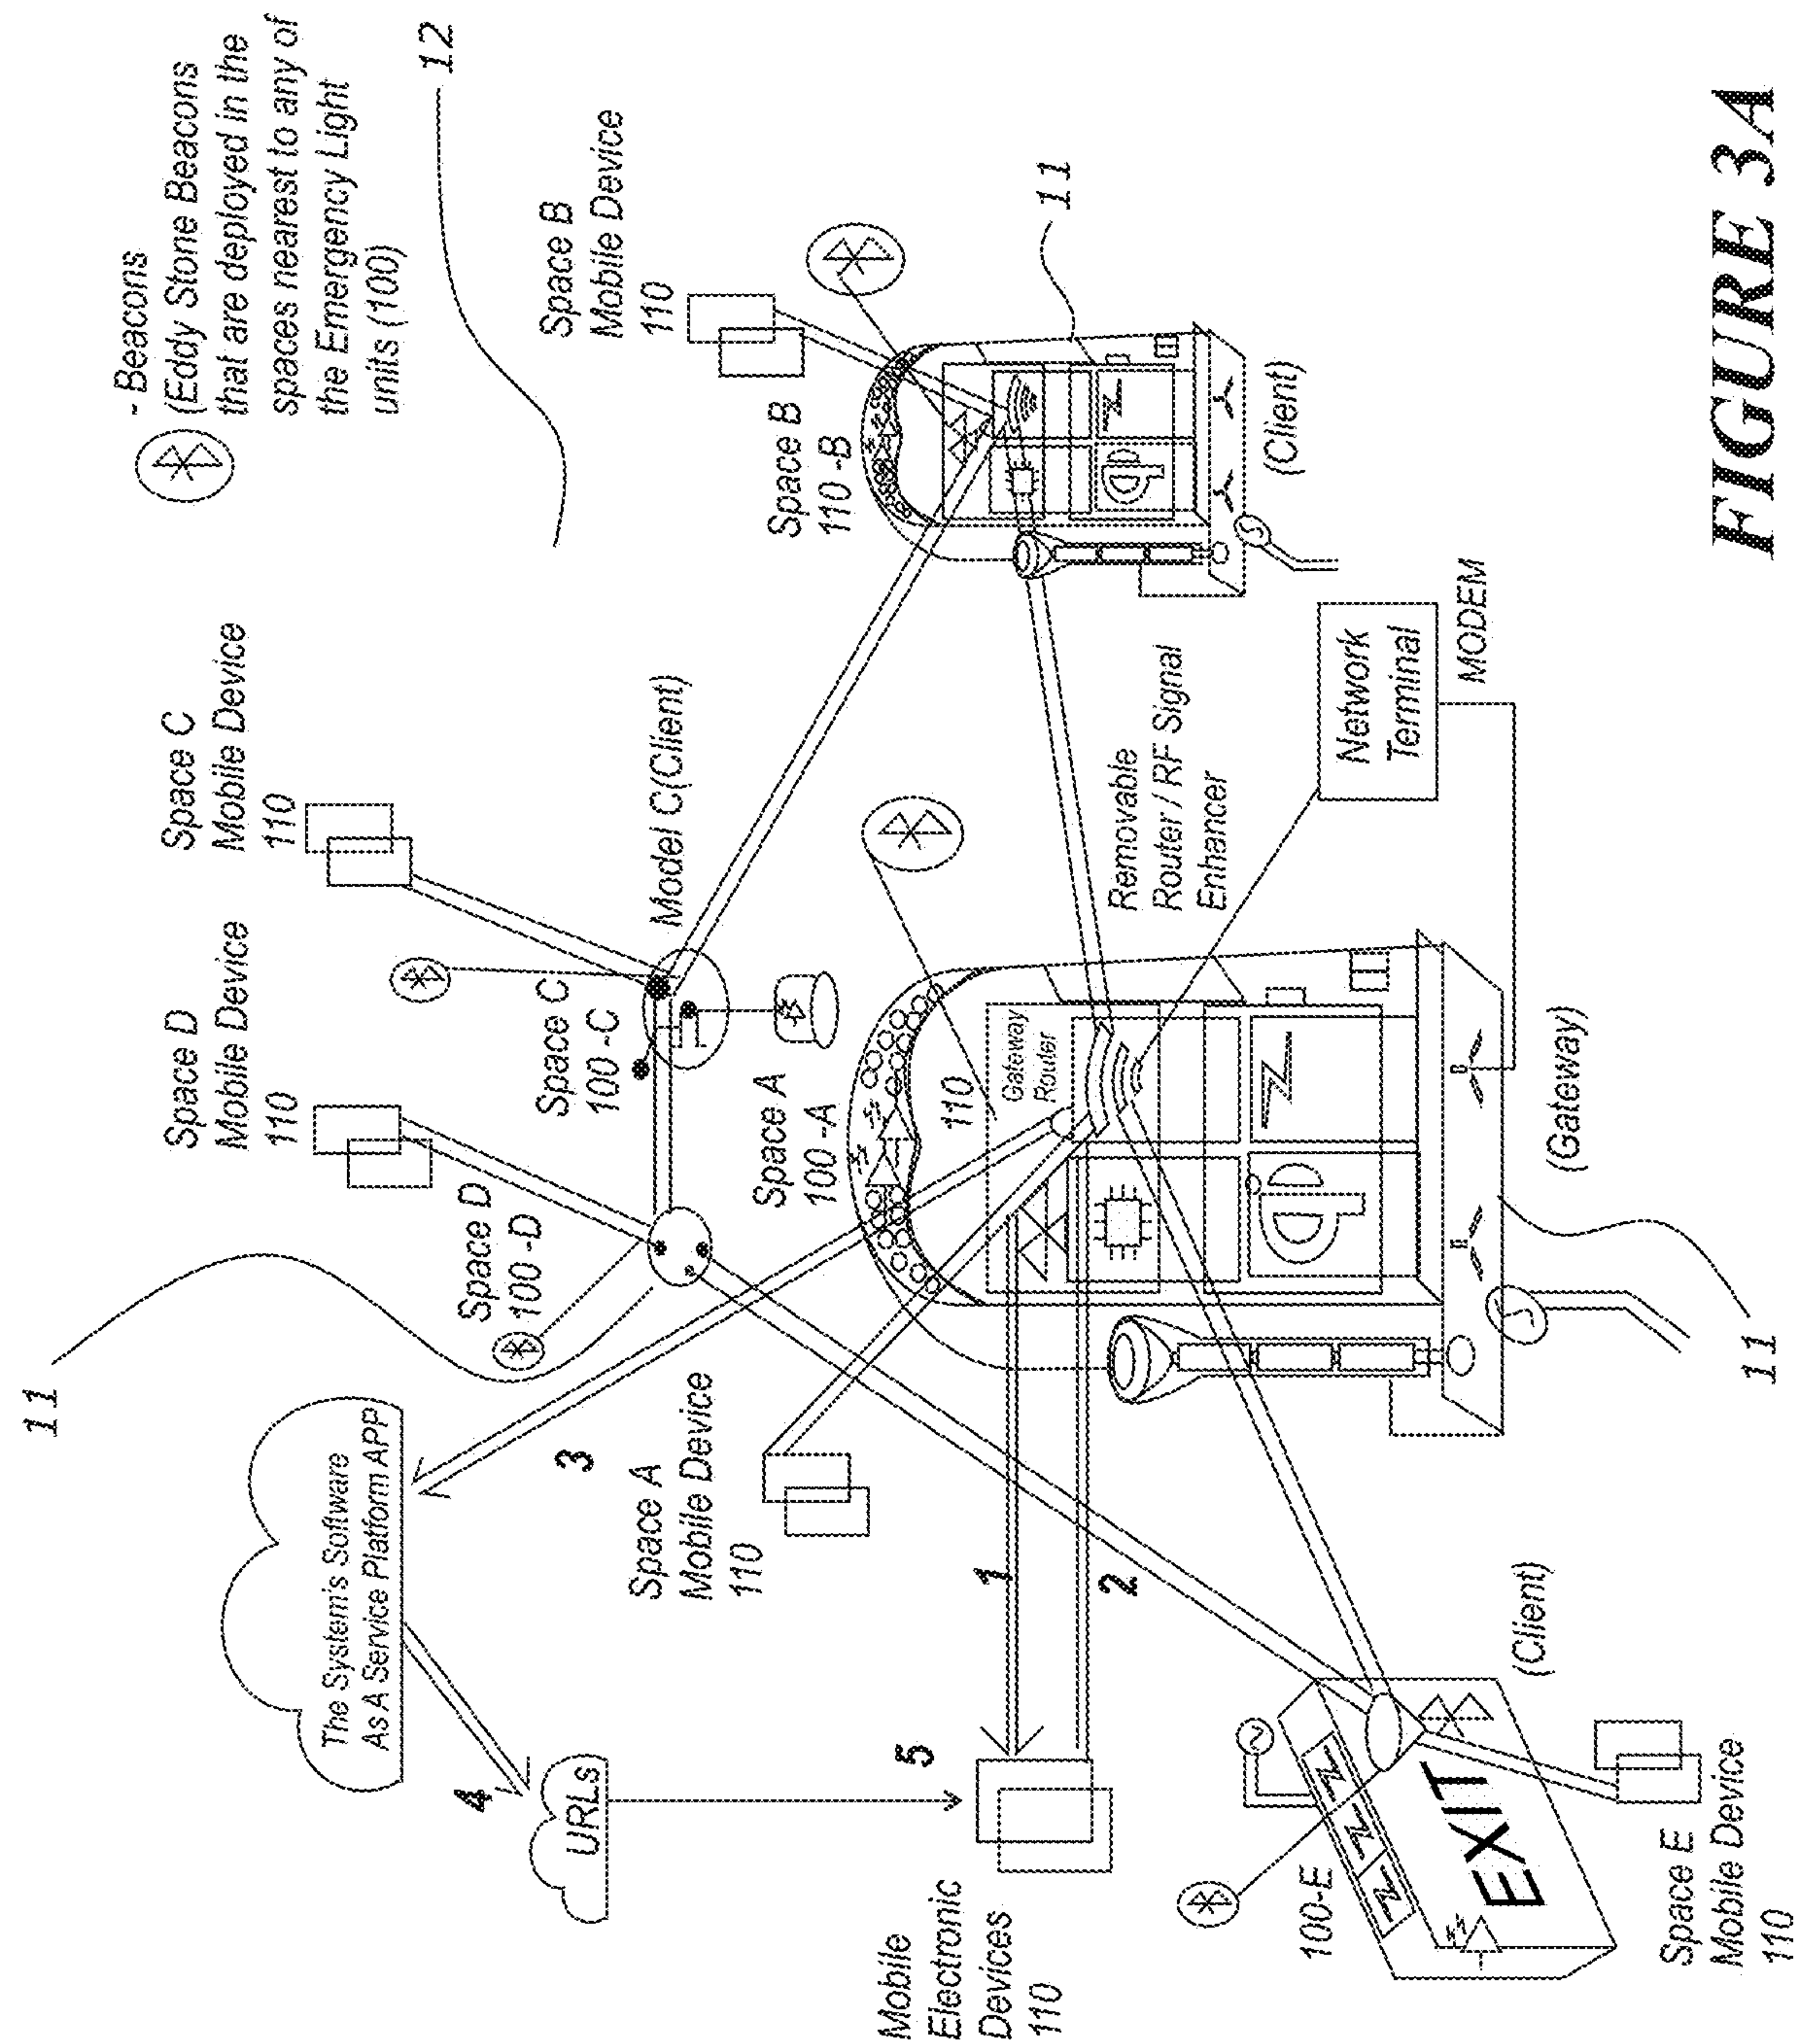 11
The System's Software
As A Service Platform APP
4
URLs
3
5
Mobile
Electronic
Devices
110
1
2
Space A
Mobile Device
110
Space D
Mobile Device
110
Space D
100 -D
Space C
Mobile Device
110
Space C
100 -C
Model C(Client)
Space A
100 -A
110
Gateway
Router
Removable
Router / RF Signal
Enhancer
Network
Terminal
MODEM
(Gateway)
11
100-E
EXIT
(Client)
Space E
Mobile Device
110
- Beacons
(Eddy Stone Beacons
that are deployed in the
spaces nearest to any of
the Emergency Light
units (100)
12
Space B
Mobile Device
110
Space B
110 -B
11
(Client)
FIGURE 3A